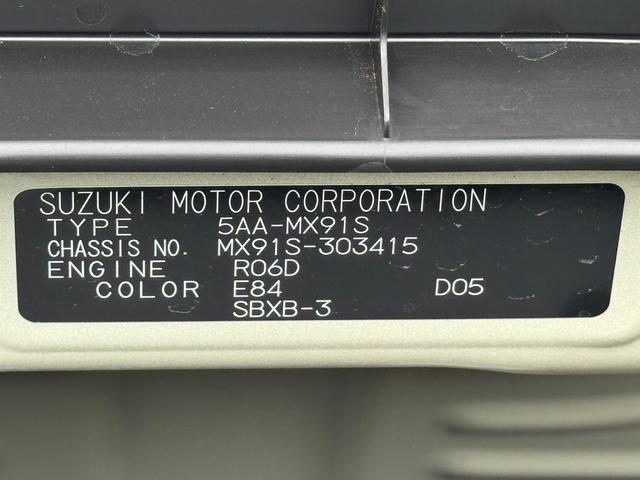 SUZUKI MOTOR CORPORATION
TYPE 5AA-MX91S
CHASSIS NO. MX91S-303415
ENGINE R06D
COLOR E84 D05
SBXB-3